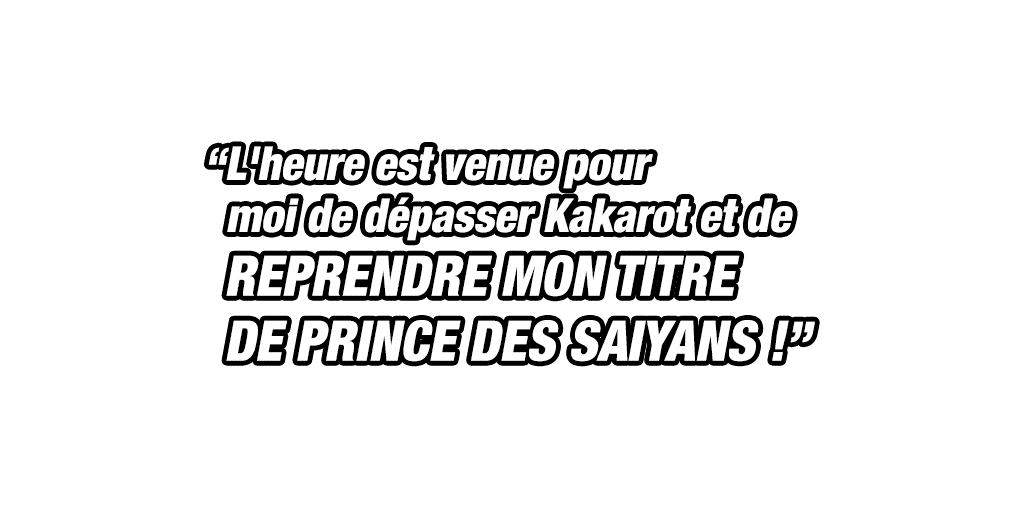 “L'heure est venue pour
moi de dépasser Kakarot et de
REPRENDRE MON TITRE
DE PRINCE DES SAIYANS !”